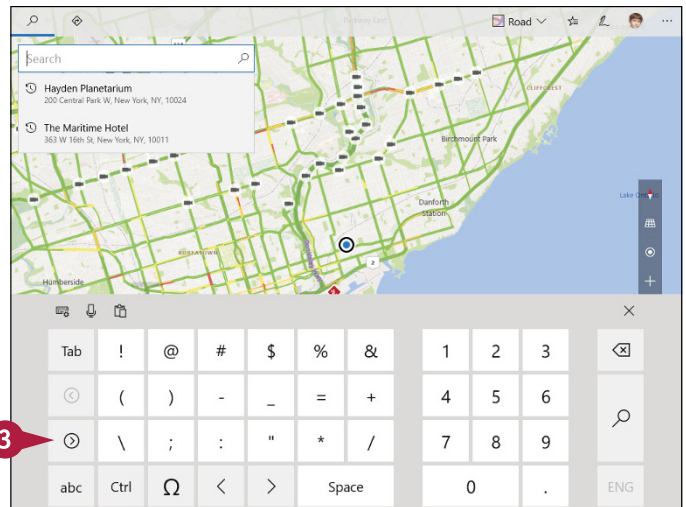 Road
Search
Hayden Planetarium
200 Central Park W, New York, NY, 10024
The Maritime Hotel
363 W 16th St, New York, NY, 10011
CLIFFCREST
Birchmount Park
Danforth
Station
2
Humberside
Tab ! @ # $ % & 1 2 3
( ) - _ = + 4 5 6
3
\ ; : " * / 7 8 9
abc Ctrl Ω < > Space 0 . ENG